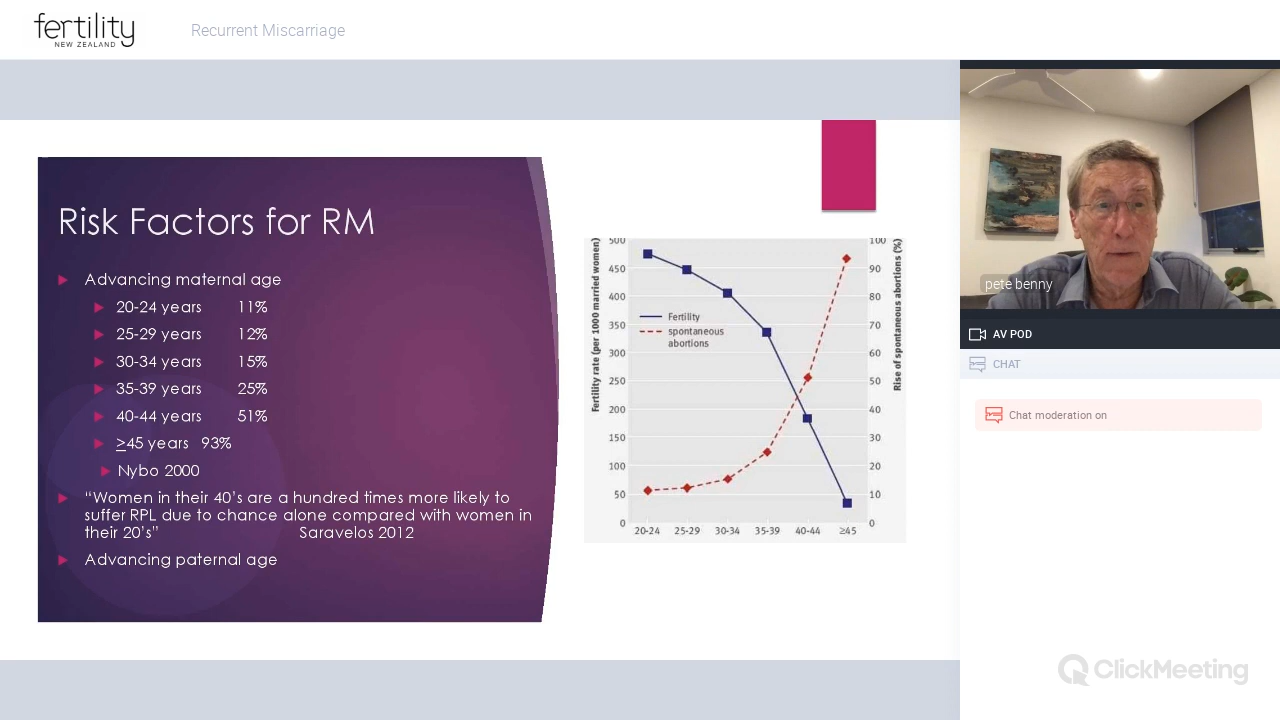 fertility
NEW ZEALAND
Recurrent Miscarriage
Risk Factors for RM
Advancing maternal age
20-24 years 11%
25-29 years 12%
30-34 years 15%
35-39 years 25%
40-44 years 51%
≥45 years 93%
Nybo 2000
“Women in their 40’s are a hundred times more likely to
suffer RPL due to chance alone compared with women in
their 20’s” Saravelos 2012
Advancing paternal age
Fertility rate (per 1000 married women)
500
450
400
350
300
250
200
150
100
50
0
Fertility
spontaneous
abortions
20-24 25-29 30-34 35-39 40-44 ≥45
100
90
80
70
60
50
40
30
20
10
0
Rise of spontaneous abortions (%)
pete benny
AV POD
CHAT
Chat moderation on
ClickMeeting